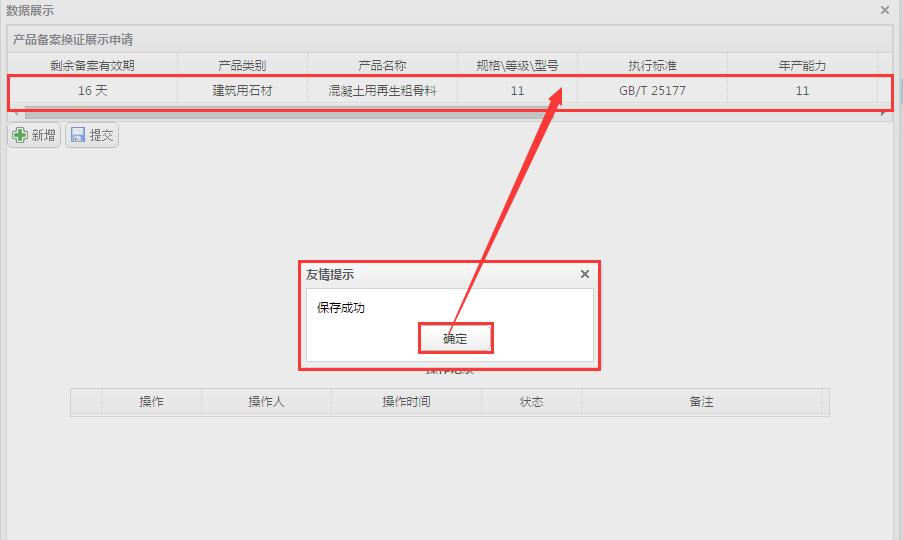 数据展示
产品备案换证展示申请
剩余备案有效期 产品类别 产品名称 规格\等级\型号 执行标准 年产能力
16 天 建筑用石材 混凝土用再生粗骨料 11 GB/T 25177 11
新增 提交
友情提示
保存成功
确定
操作记录
操作 操作人 操作时间 状态 备注